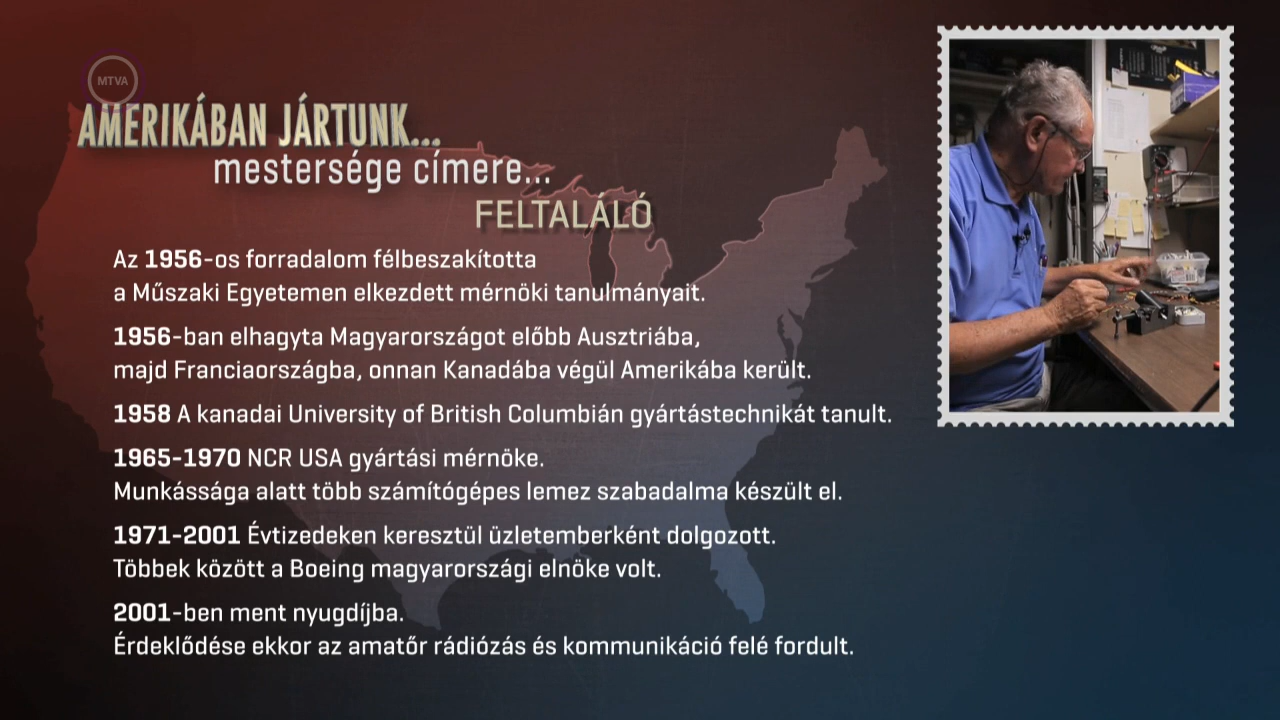 MTVA
AMERIKÁBAN JÁRTUNK...
mestersége címere...
FELTALÁLÓ
Az 1956-os forradalom félbeszakította
a Műszaki Egyetemen elkezdett mérnöki tanulmányait.
1956-ban elhagyta Magyarországot előbb Ausztriába,
majd Franciaországba, onnan Kanadába végül Amerikába került.
1958 A kanadai University of British Columbián gyártástechnikát tanult.
1965-1970 NCR USA gyártási mérnöke.
Munkássága alatt több számítógépes lemez szabadalma készült el.
1971-2001 Évtizedeken keresztül üzletemberként dolgozott.
Többek között a Boeing magyarországi elnöke volt.
2001-ben ment nyugdíjba.
Érdeklődése ekkor az amatőr rádiózás és kommunikáció felé fordult.